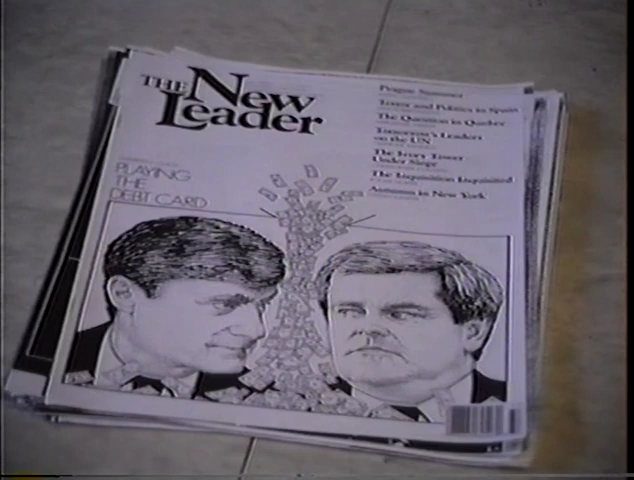 THE New Leader
Prague Summer
Terror and Politics in Spain
The Question in Quebec
Tomorrow's Leaders
on the UN
The Ivory Tower
Under Siege
The Inquisition Inquisited
Autumn in New York
PLAYING
THE
DEBT CARD